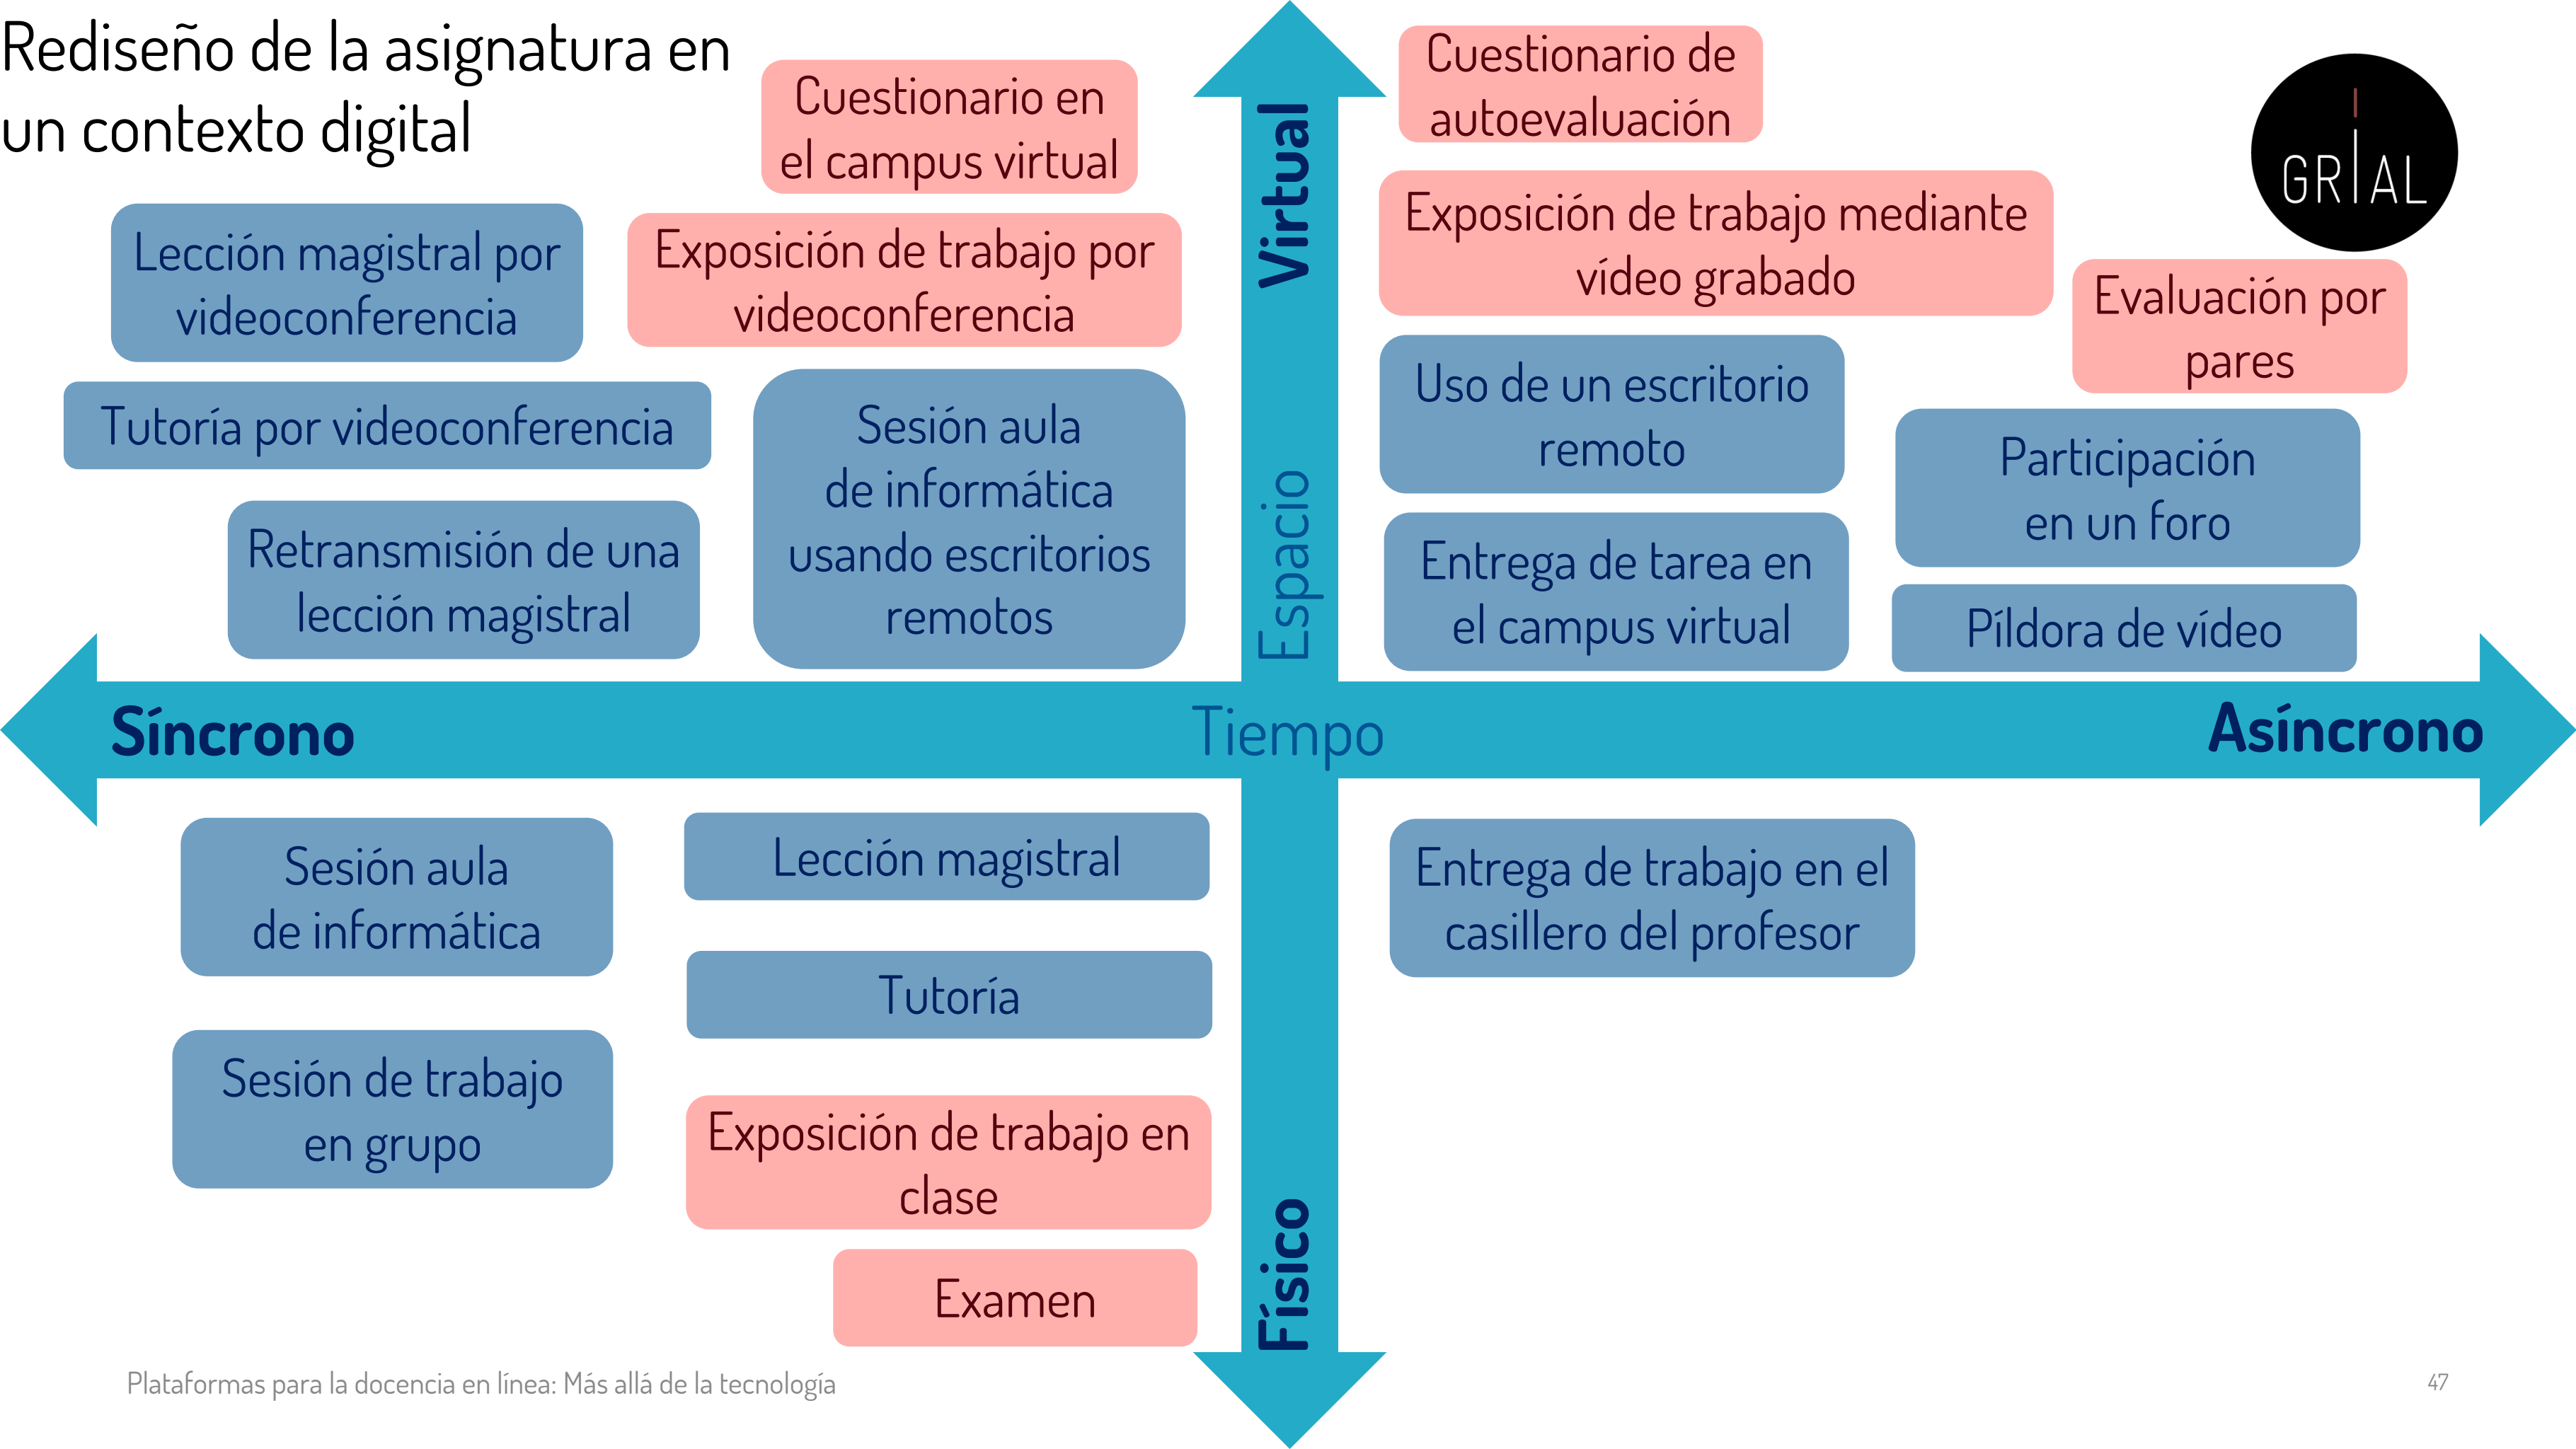 Rediseño de la asignatura en
un contexto digital
Cuestionario en
el campus virtual
Lección magistral por
videoconferencia
Exposición de trabajo por
videoconferencia
Tutoría por videoconferencia
Sesión aula
de informática
usando escritorios
remotos
Retransmisión de una
lección magistral
Virtual
Espacio
Cuestionario de
autoevaluación
GRIAL
Exposición de trabajo mediante
vídeo grabado
Evaluación por
pares
Uso de un escritorio
remoto
Participación
en un foro
Entrega de tarea en
el campus virtual
Píldora de vídeo
Síncrono
Tiempo
Asíncrono
Sesión aula
de informática
Lección magistral
Tutoría
Sesión de trabajo
en grupo
Exposición de trabajo en
clase
Examen
Físico
Entrega de trabajo en el
casillero del profesor
Plataformas para la docencia en línea: Más allá de la tecnología
47